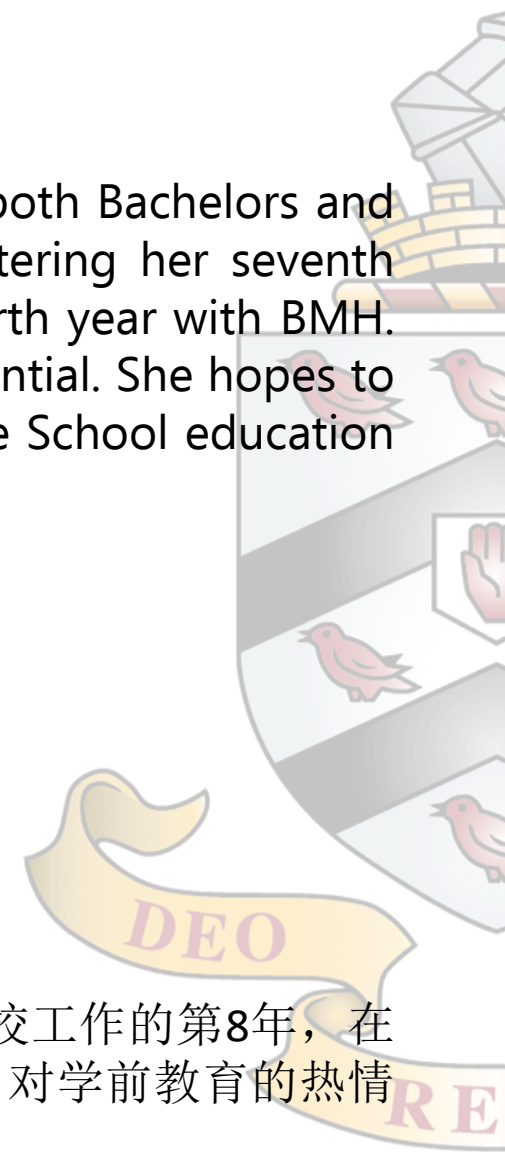 both Bachelors and
tering her seventh
rth year with BMH.
ntial. She hopes to
e School education
DEO
校工作的第8年，在
对学前教育的热情
RE